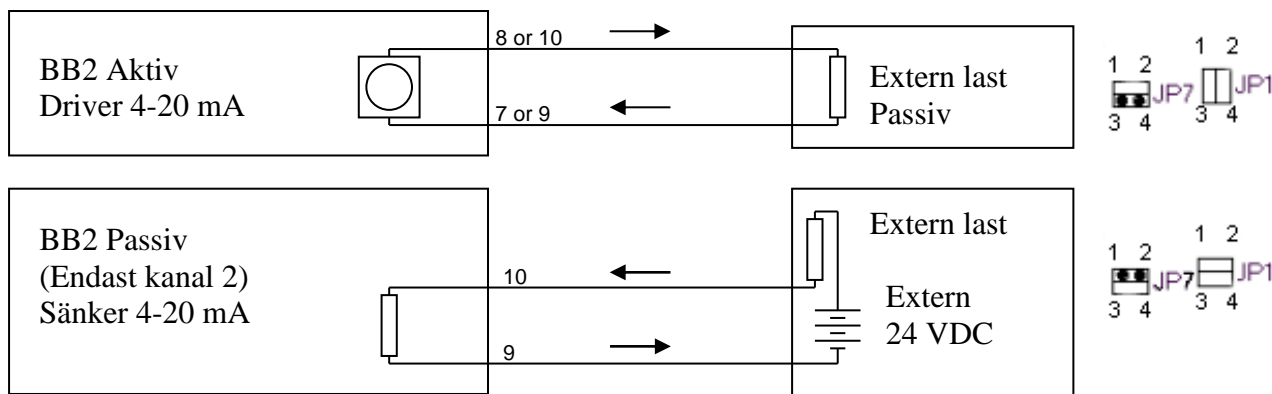 8 or 10
BB2 Aktiv
Driver 4-20 mA
7 or 9
Extern last
Passiv
1 2
3 4
JP7
1 2
3 4
JP1
BB2 Passiv
(Endast kanal 2)
Sänker 4-20 mA
10
9
Extern last
Extern
24 VDC
1 2
3 4
JP7
1 2
3 4
JP1